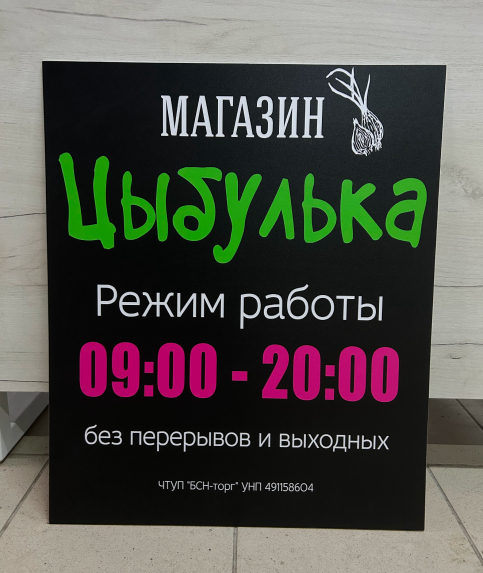 МАГАЗИН
Цыбулька
Режим работы
09:00 - 20:00
без перерывов и выходных
ЧТУП "БСН-торг" УНП 491158604